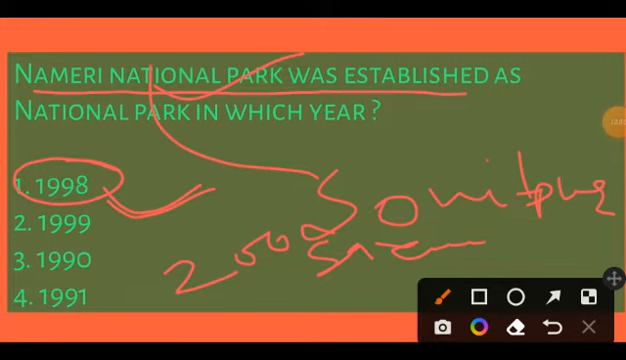 NAMERI NATIONAL PARK WAS ESTABLISHED AS
NATIONAL PARK IN WHICH YEAR ?
1. 1998
2. 1999
3. 1990
4. 1991
Sonitpur